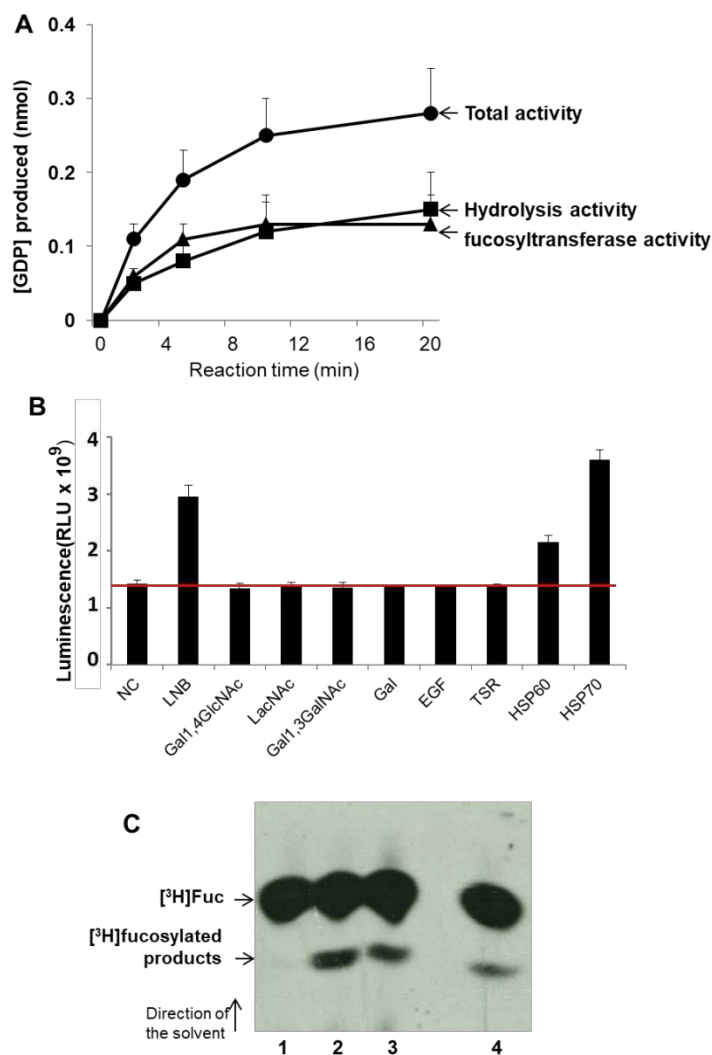 A
0.4
0.3
0.2
0.1
0
[GDP] produced (nmol)
0 4 8 12 16 20
Reaction time (min)
Total activity
Hydrolysis activity
fucosyltransferase activity
B
4
3
2
1
0
Luminescence(RLU x 10⁹)
NC LNB Gal1,4GlcNAc LacNAc Gal1,3GalNAc Gal EGF TSR HSP60 HSP70
C
[³H]Fuc
[³H]fucosylated
products
Direction of
the solvent
1 2 3 4